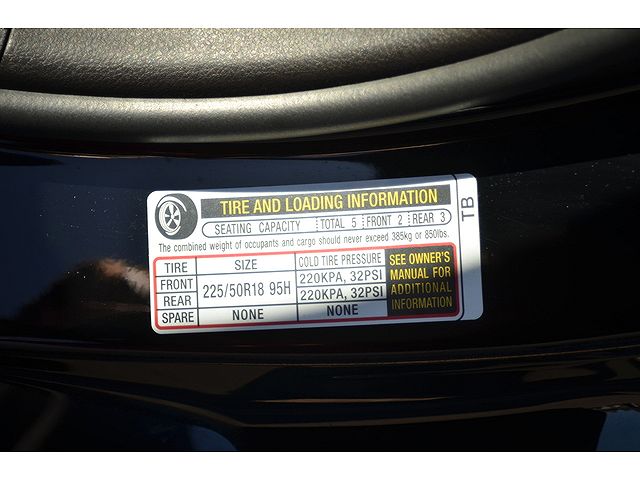 TIRE AND LOADING INFORMATION
SEATING CAPACITY TOTAL 5 FRONT 2 REAR 3
The combined weight of occupants and cargo should never exceed 385kg or 850lbs.
TIRE SIZE COLD TIRE PRESSURE
FRONT 225/50R18 95H 220KPA, 32PSI
REAR 220KPA, 32PSI
SPARE NONE NONE
SEE OWNER'S
MANUAL FOR
ADDITIONAL
INFORMATION
TB